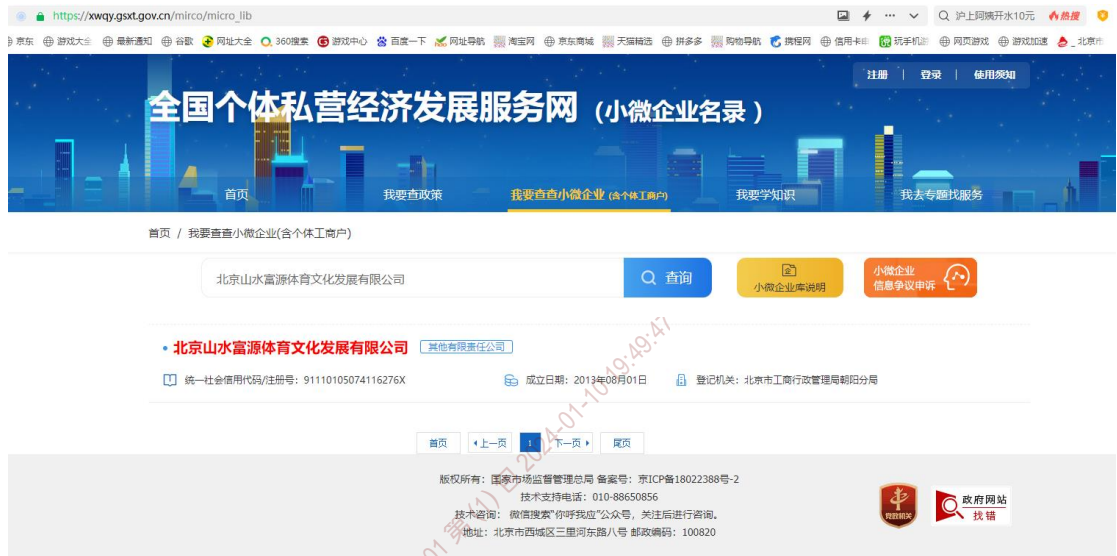 https://xwqy.gsxt.gov.cn/mirco/micro_lib
沪上阿姨开水10元 热搜
京东 游戏大全 最新通知 谷歌 网址大全 360搜索 游戏中心 百度一下 网址导航 淘宝网 京东商城 天猫精选 拼多多 购物导航 携程网 信用卡 玩手机游 网页游戏 游戏加速 北京市
注册 | 登录 | 使用须知
全国个体私营经济发展服务网（小微企业名录 ）
首页 我要查政策 我要查查小微企业 (含个体工商户) 我要学知识 我去专题找服务
首页 / 我要查查小微企业(含个体工商户)
北京山水富源体育文化发展有限公司 查询
小微企业库说明
小微企业
信息争议申诉
北京山水富源体育文化发展有限公司 其他有限责任公司
统一社会信用代码/注册号：91110105074116276X 成立日期：2013年08月01日 登记机关：北京市工商行政管理局朝阳分局
首页 上一页 1 下一页 尾页
版权所有：国家市场监督管理总局 备案号：京ICP备18022388号-2
技术支持电话：010-88650856
技术咨询： 微信搜索"你呼我应"公众号，关注后进行咨询。
地址：北京市西城区三里河东路八号 邮政编码：100820
党政机关
政府网站
找错
01 第(1) 包 2024-01-10 19:49:47